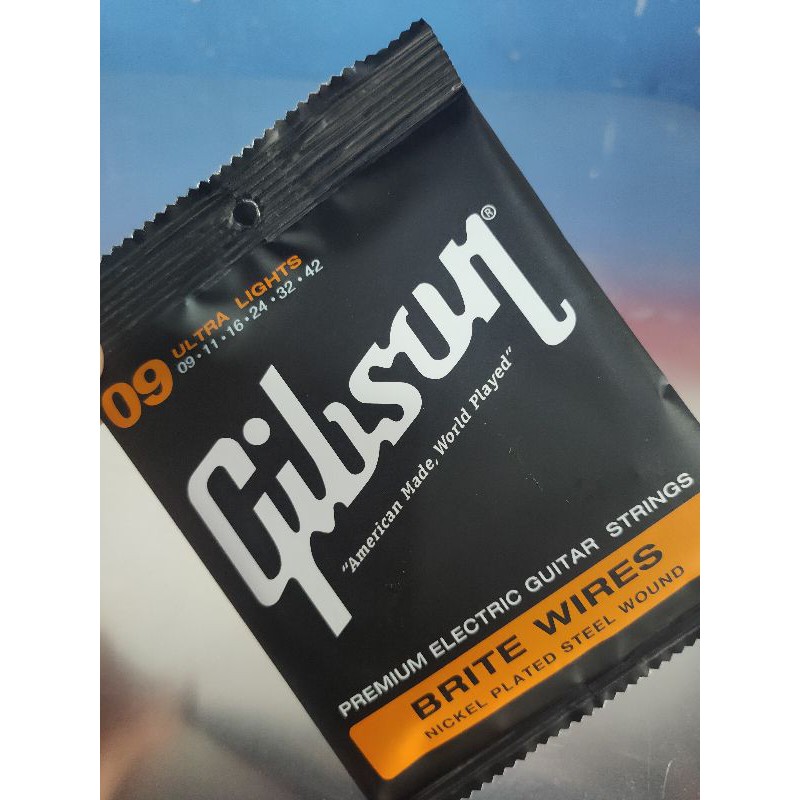 09
ULTRA LIGHTS
09·11·16·24·32·42
Gibson®
"American Made, World Played"
PREMIUM ELECTRIC GUITAR STRINGS
BRITE WIRES
NICKEL PLATED STEEL WOUND